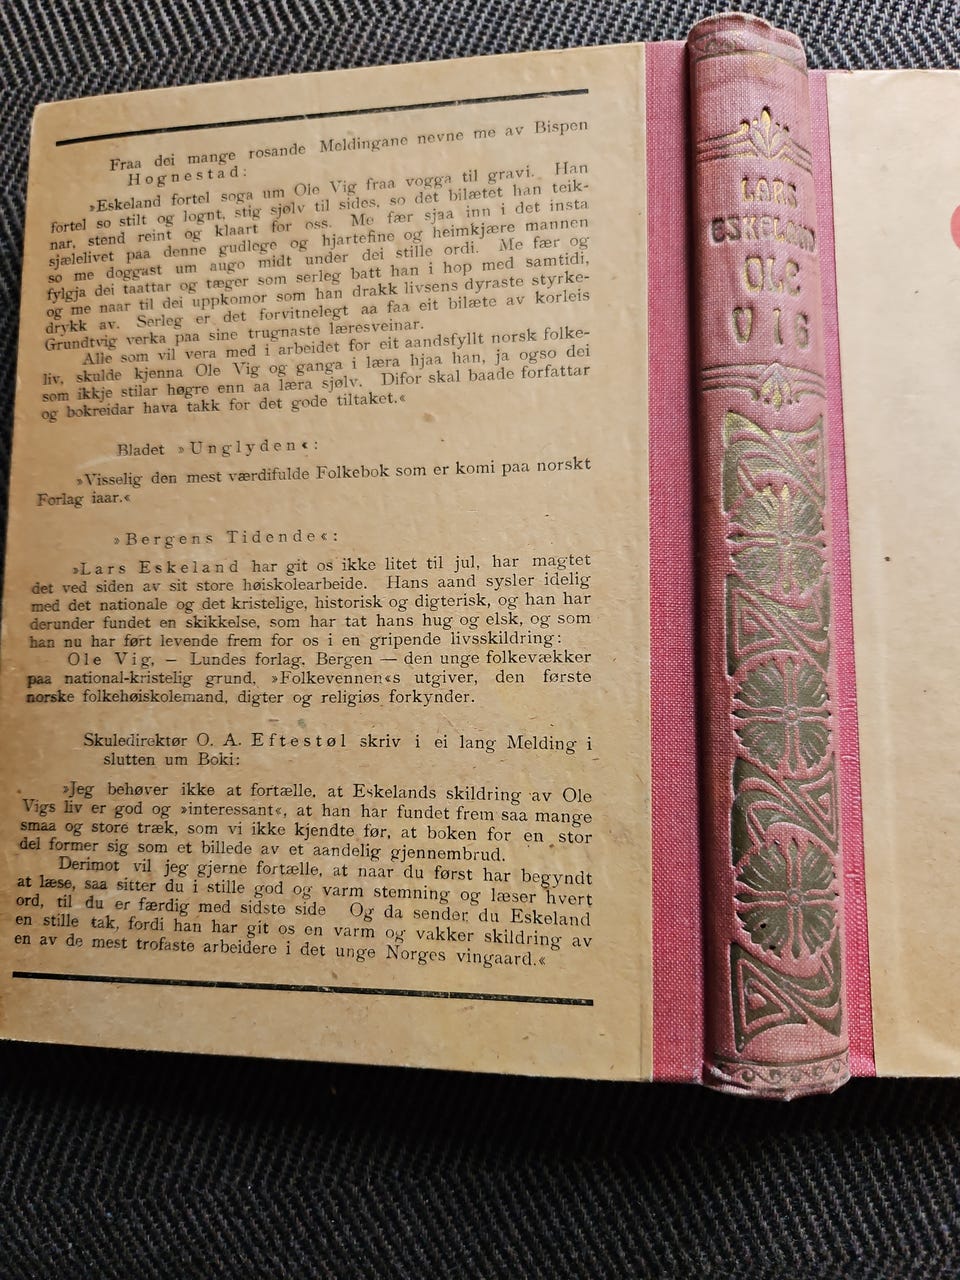 Fraa dei mange rosande Meldingane nevne me av Bispen
Hognestad:
»Eskeland fortel soga um Ole Vig fraa vogga til gravi. Han
fortel so stilt og lognt, stig sjølv til sides, so det bilætet han teik-
nar, stend reint og klaart for oss. Me fær sjaa inn i det insta
sjælelivet paa denne gudlege og hjartefine og heimkjære mannen
so me doggast um augo midt under dei stille ordi. Me fær og
fylgja dei taattar og tæger som serleg batt han i hop med samtidi,
og me naar til dei uppkomor som han drakk livsens dyraste styrke-
drykk av. Serleg er det forvitnelegt aa faa eit bilæte av korleis
Grundtvig verka paa sine trugnaste læresveinar.
Alle som vil vera med i arbeidet for eit aandsfyllt norsk folke-
liv, skulde kjenna Ole Vig og ganga i læra hjaa han, ja ogso dei
som ikkje stilar høgre enn aa læra sjølv. Difor skal baade forfattar
og bokreidar hava takk for det gode tiltaket.«
Bladet »Unglyden«:
»Visselig den mest værdifulde Folkebok som er komi paa norskt
Forlag iaar.«
»Bergens Tidende«:
»Lars Eskeland har git os ikke litet til jul, har magtet
det ved siden av sit store høiskolearbeide. Hans aand sysler idelig
med det nationale og det kristelige, historisk og digterisk, og han har
derunder fundet en skikkelse, som har tat hans hug og elsk, og som
han nu har ført levende frem for os i en gripende livsskildring:
Ole Vig, — Lundes forlag, Bergen — den unge folkevækker
paa national-kristelig grund, »Folkevennen«s utgiver, den første
norske folkehøiskolemand, digter og religiøs forkynder.
Skuledirektør O. A. Eftestøl skriv i ei lang Melding i
slutten um Boki:
»Jeg behøver ikke at fortælle, at Eskelands skildring av Ole
Vigs liv er god og »interessant«, at han har fundet frem saa mange
smaa og store træk, som vi ikke kjendte før, at boken for en stor
del former sig som et billede av et aandelig gjennembrud.
Derimot vil jeg gjerne fortælle, at naar du først har begyndt
at læse, saa sitter du i stille god og varm stemning og læser hvert
ord, til du er færdig med sidste side Og da sender du Eskeland
en stille tak, fordi han har git os en varm og vakker skildring av
en av de mest trofaste arbeidere i det unge Norges vingaard.«
LARS
ESKELAND
OLE
VIG